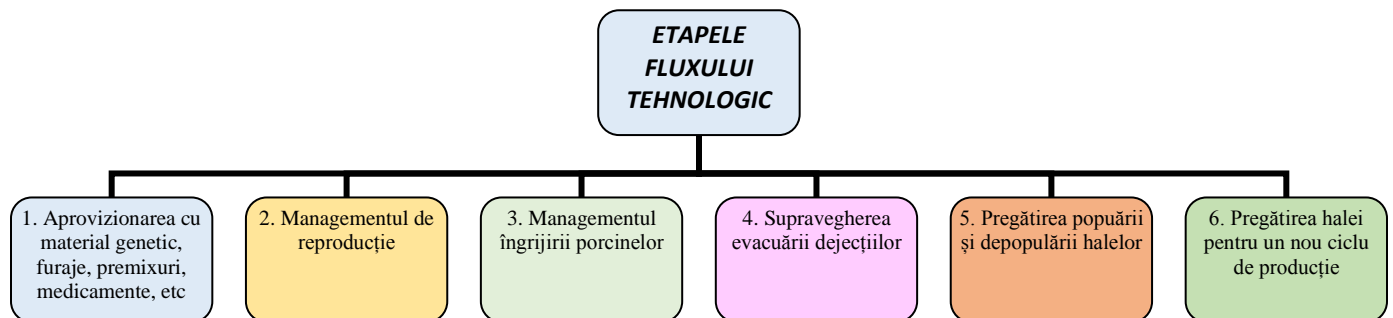 ETAPELE
FLUXULUI
TEHNOLOGIC
1. Aprovizionarea cu
material genetic,
furaje, premixuri,
medicamente, etc
2. Managementul de
reproducție
3. Managementul
îngrijirii porcinelor
4. Supravegherea
evacuării dejecțiilor
5. Pregătirea popuării
și depopulării halelor
6. Pregătirea halei
pentru un nou ciclu
de producție